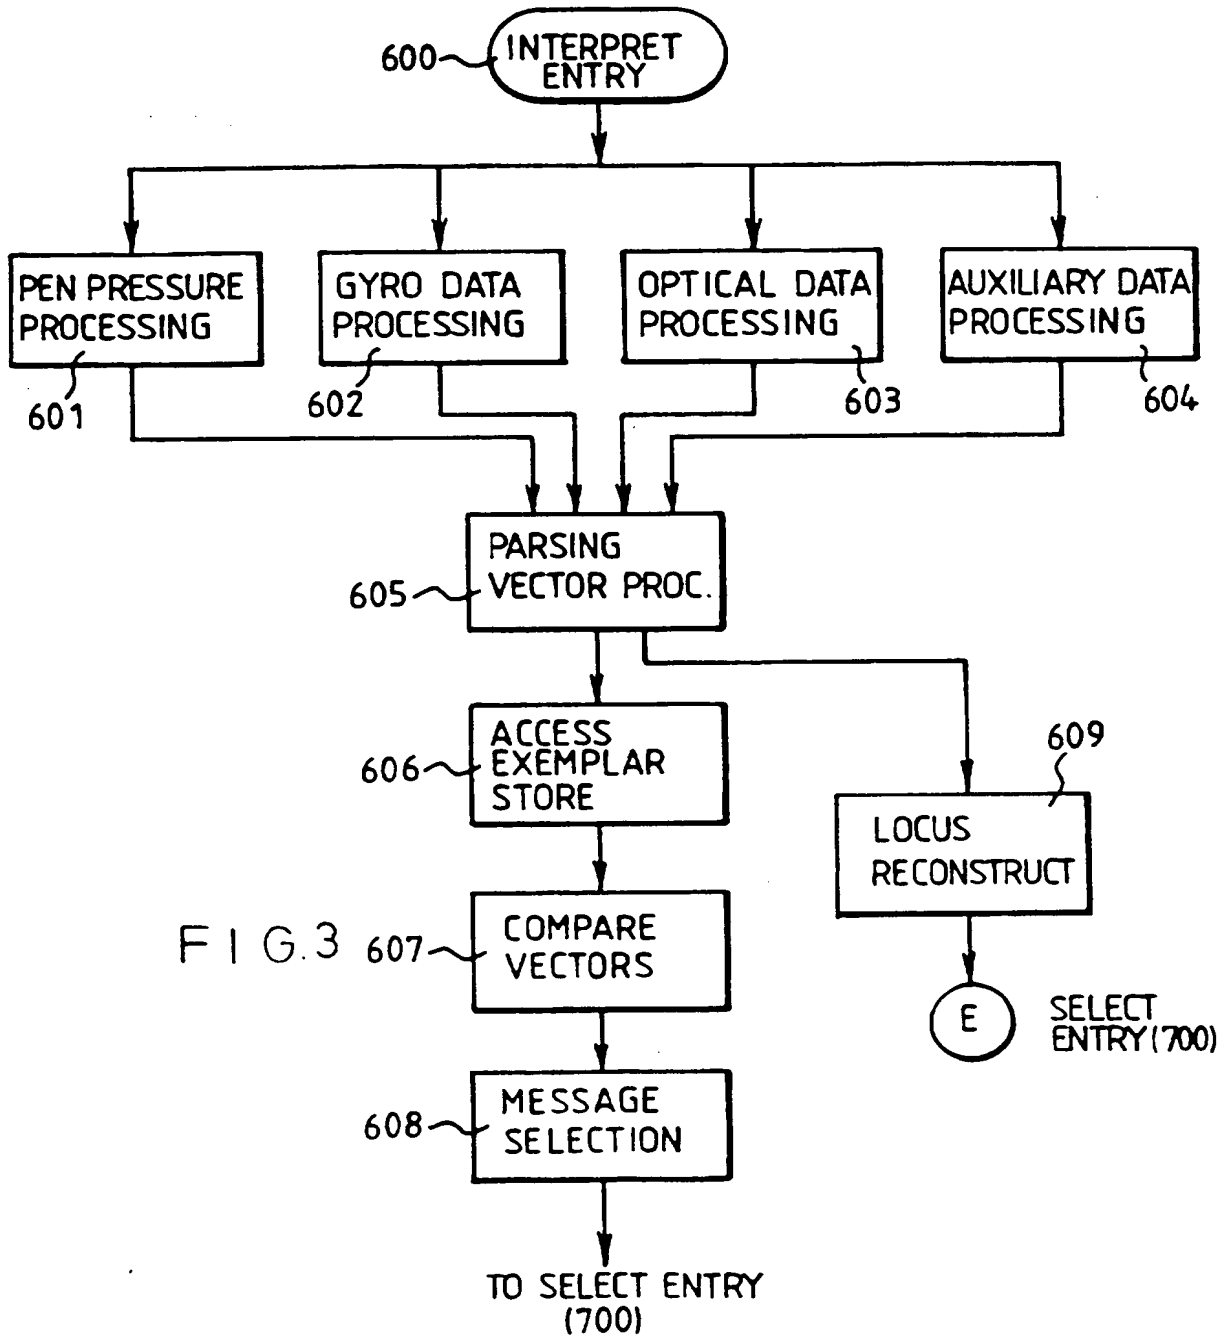 600
INTERPRET
ENTRY
PEN PRESSURE
PROCESSING
601
GYRO DATA
PROCESSING
602
OPTICAL DATA
PROCESSING
603
AUXILIARY DATA
PROCESSING
604
PARSING
VECTOR PROC.
605
ACCESS
EXEMPLAR
STORE
606
609
LOCUS
RECONSTRUCT
FIG.3
607
COMPARE
VECTORS
E
SELECT
ENTRY(700)
608
MESSAGE
SELECTION
TO SELECT ENTRY
(700)